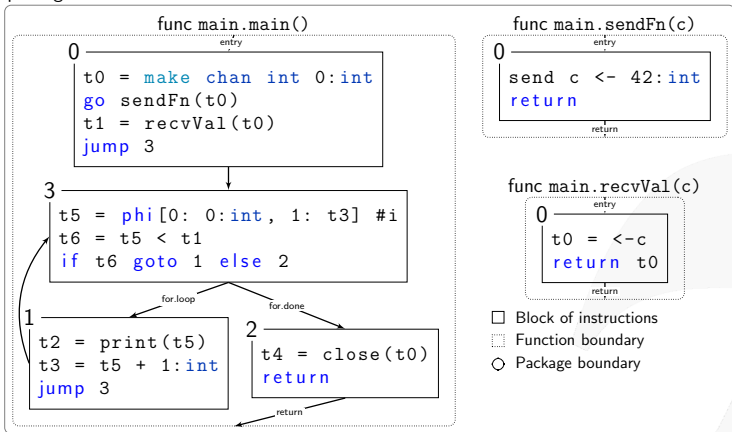 func main.main()
entry
0
t0 = make chan int 0:int
go sendFn(t0)
t1 = recvVal(t0)
jump 3
3
t5 = phi[0: 0:int, 1: t3] #i
t6 = t5 < t1
if t6 goto 1 else 2
for.loop
for.done
1
t2 = print(t5)
t3 = t5 + 1:int
jump 3
2
t4 = close(t0)
return
return
func main.sendFn(c)
entry
0
send c <- 42:int
return
return
func main.recvVal(c)
entry
0
t0 = <-c
return t0
return
Block of instructions
Function boundary
Package boundary